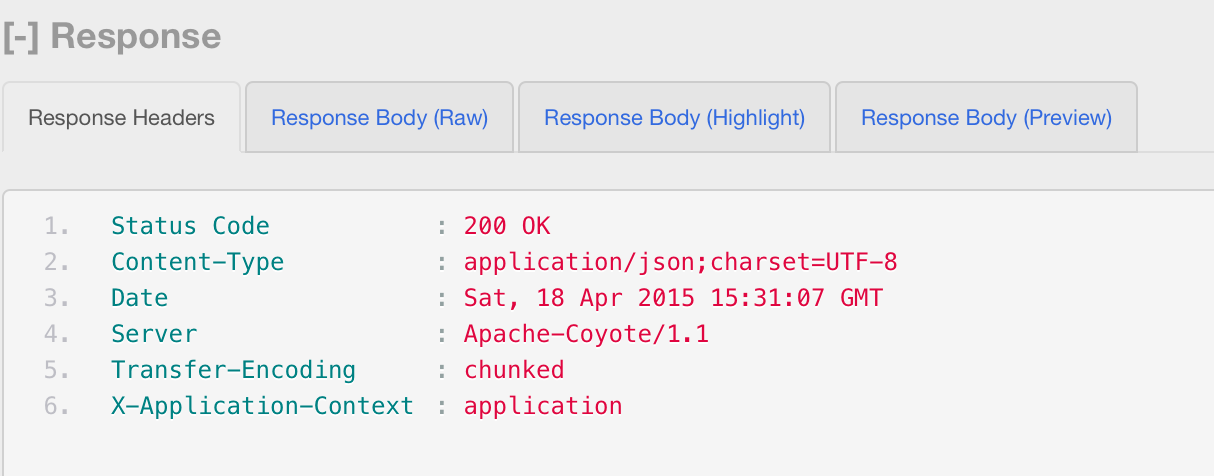 [-] Response
Response Headers Response Body (Raw) Response Body (Highlight) Response Body (Preview)
1. Status Code : 200 OK
2. Content-Type : application/json;charset=UTF-8
3. Date : Sat, 18 Apr 2015 15:31:07 GMT
4. Server : Apache-Coyote/1.1
5. Transfer-Encoding : chunked
6. X-Application-Context : application